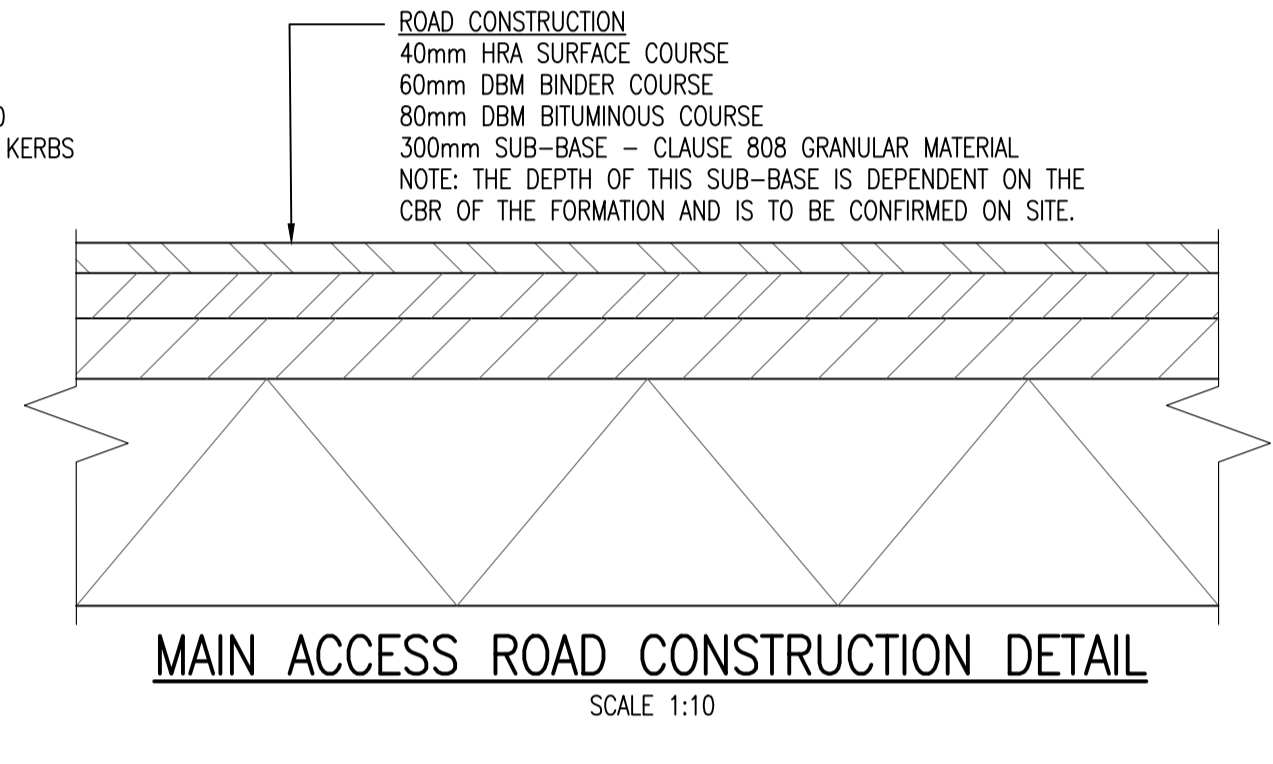 ROAD CONSTRUCTION
40mm HRA SURFACE COURSE
60mm DBM BINDER COURSE
80mm DBM BITUMINOUS COURSE
300mm SUB-BASE - CLAUSE 808 GRANULAR MATERIAL
NOTE: THE DEPTH OF THIS SUB-BASE IS DEPENDENT ON THE
CBR OF THE FORMATION AND IS TO BE CONFIRMED ON SITE.
KERBS
MAIN ACCESS ROAD CONSTRUCTION DETAIL
SCALE 1:10